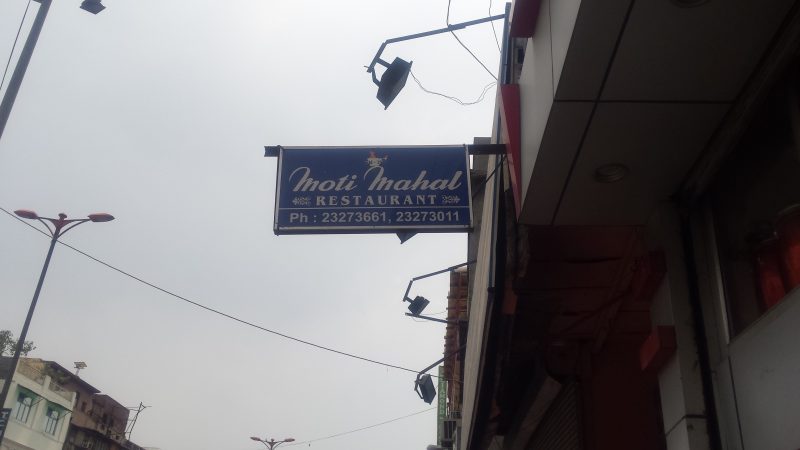 Moti Mahal
RESTAURANT
Ph : 23273661, 23273011